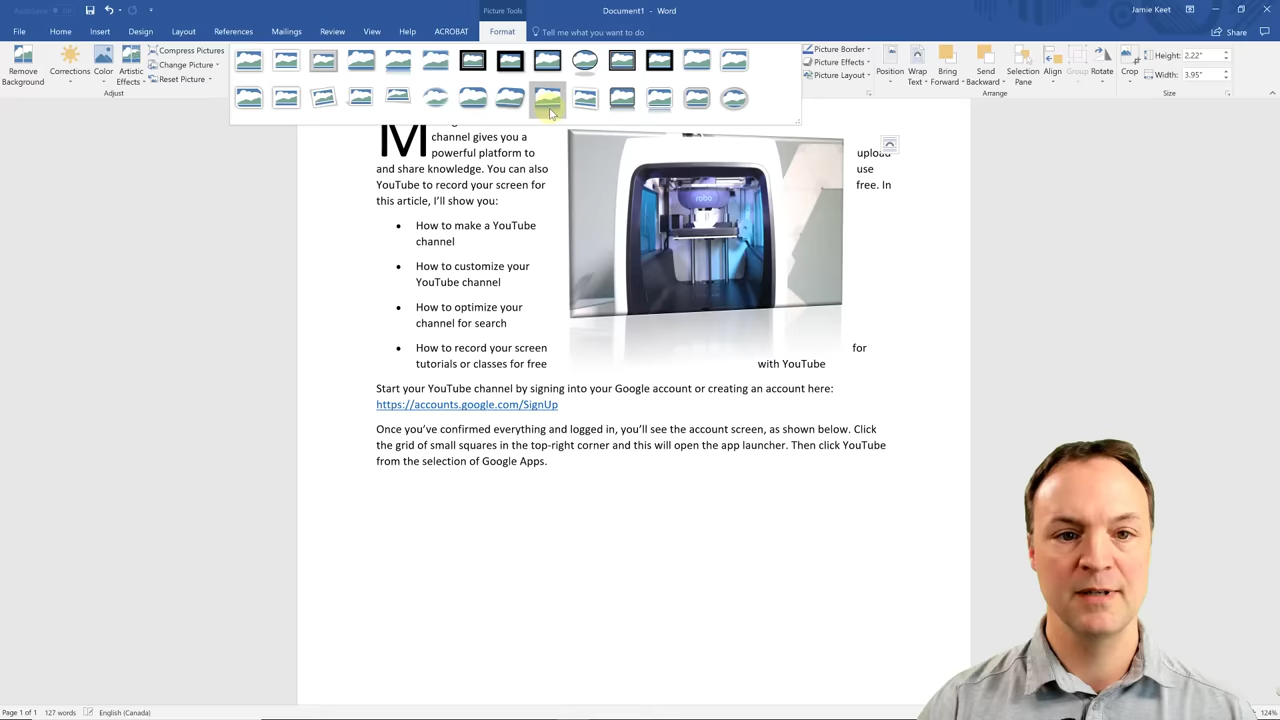 Picture Tools
Document1 - Word
Jamie Keet
File Home Insert Design Layout References Mailings Review View Help ACROBAT Format Tell me what you want to do
Share
Remove Background
Corrections
Color
Artistic Effects
Compress Pictures
Change Picture
Reset Picture
Adjust
Picture Border
Picture Effects
Picture Layout
Position
Wrap Text
Bring Forward
Send Backward
Selection Pane
Align
Group
Rotate
Arrange
Crop
Height: 2.22"
Width: 3.95"
Size
M
channel gives you a
powerful platform to upload
and share knowledge. You can also use
YouTube to record your screen for free. In
this article, I'll show you:
robo
• How to make a YouTube
channel
• How to customize your
YouTube channel
• How to optimize your
channel for search
• How to record your screen for
tutorials or classes for free with YouTube
Start your YouTube channel by signing into your Google account or creating an account here:
https://accounts.google.com/SignUp
Once you've confirmed everything and logged in, you'll see the account screen, as shown below. Click
the grid of small squares in the top-right corner and this will open the app launcher. Then click YouTube
from the selection of Google Apps.
Page 1 of 1 127 words English (Canada)
124%